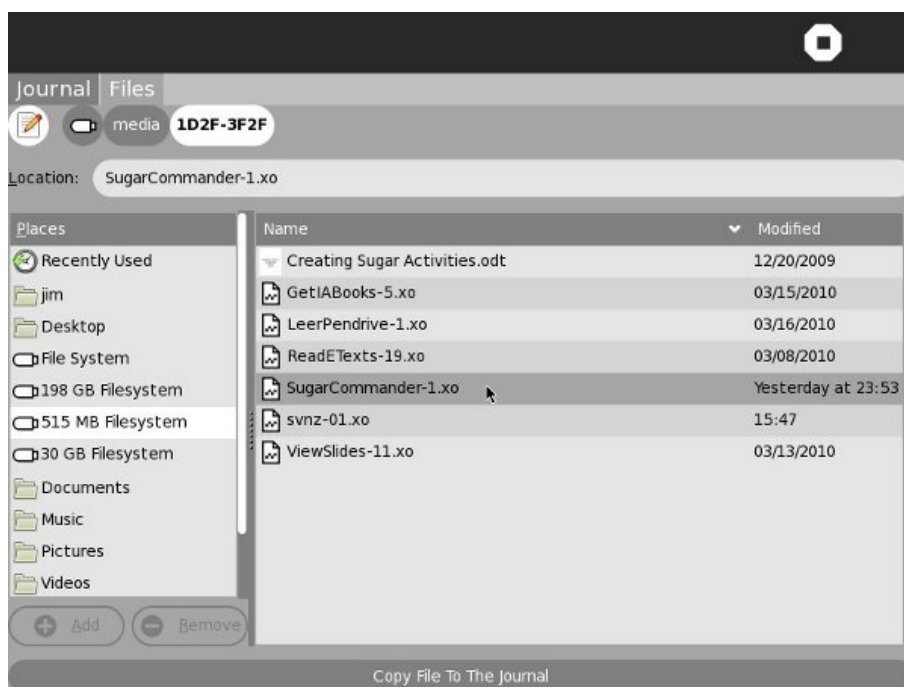 Journal Files
media 1D2F-3F2F
Location: SugarCommander-1.xo
Places
Recently Used
jim
Desktop
File System
198 GB Filesystem
515 MB Filesystem
30 GB Filesystem
Documents
Music
Pictures
Videos
Add Remove
Name Modified
Creating Sugar Activities.odt 12/20/2009
GetIABooks-5.xo 03/15/2010
LeerPendrive-1.xo 03/16/2010
ReadETexts-19.xo 03/08/2010
SugarCommander-1.xo Yesterday at 23:53
svnz-01.xo 15:47
ViewSlides-11.xo 03/13/2010
Copy File To The Journal